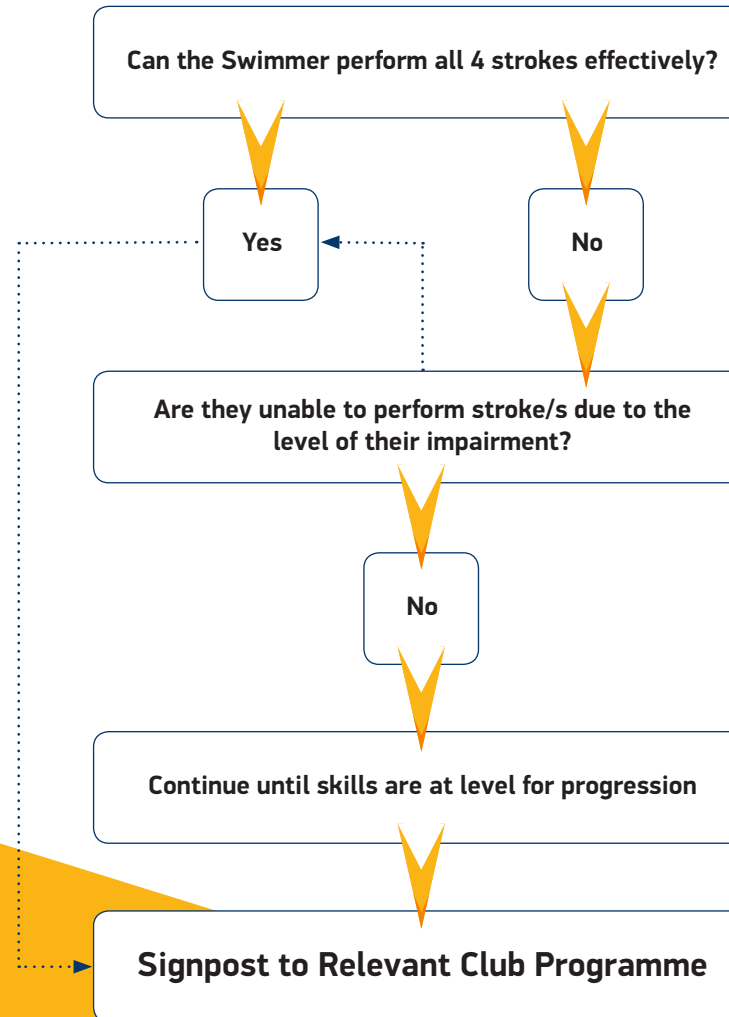 Can the Swimmer perform all 4 strokes effectively?
Yes
No
Are they unable to perform stroke/s due to the
level of their impairment?
No
Continue until skills are at level for progression
Signpost to Relevant Club Programme